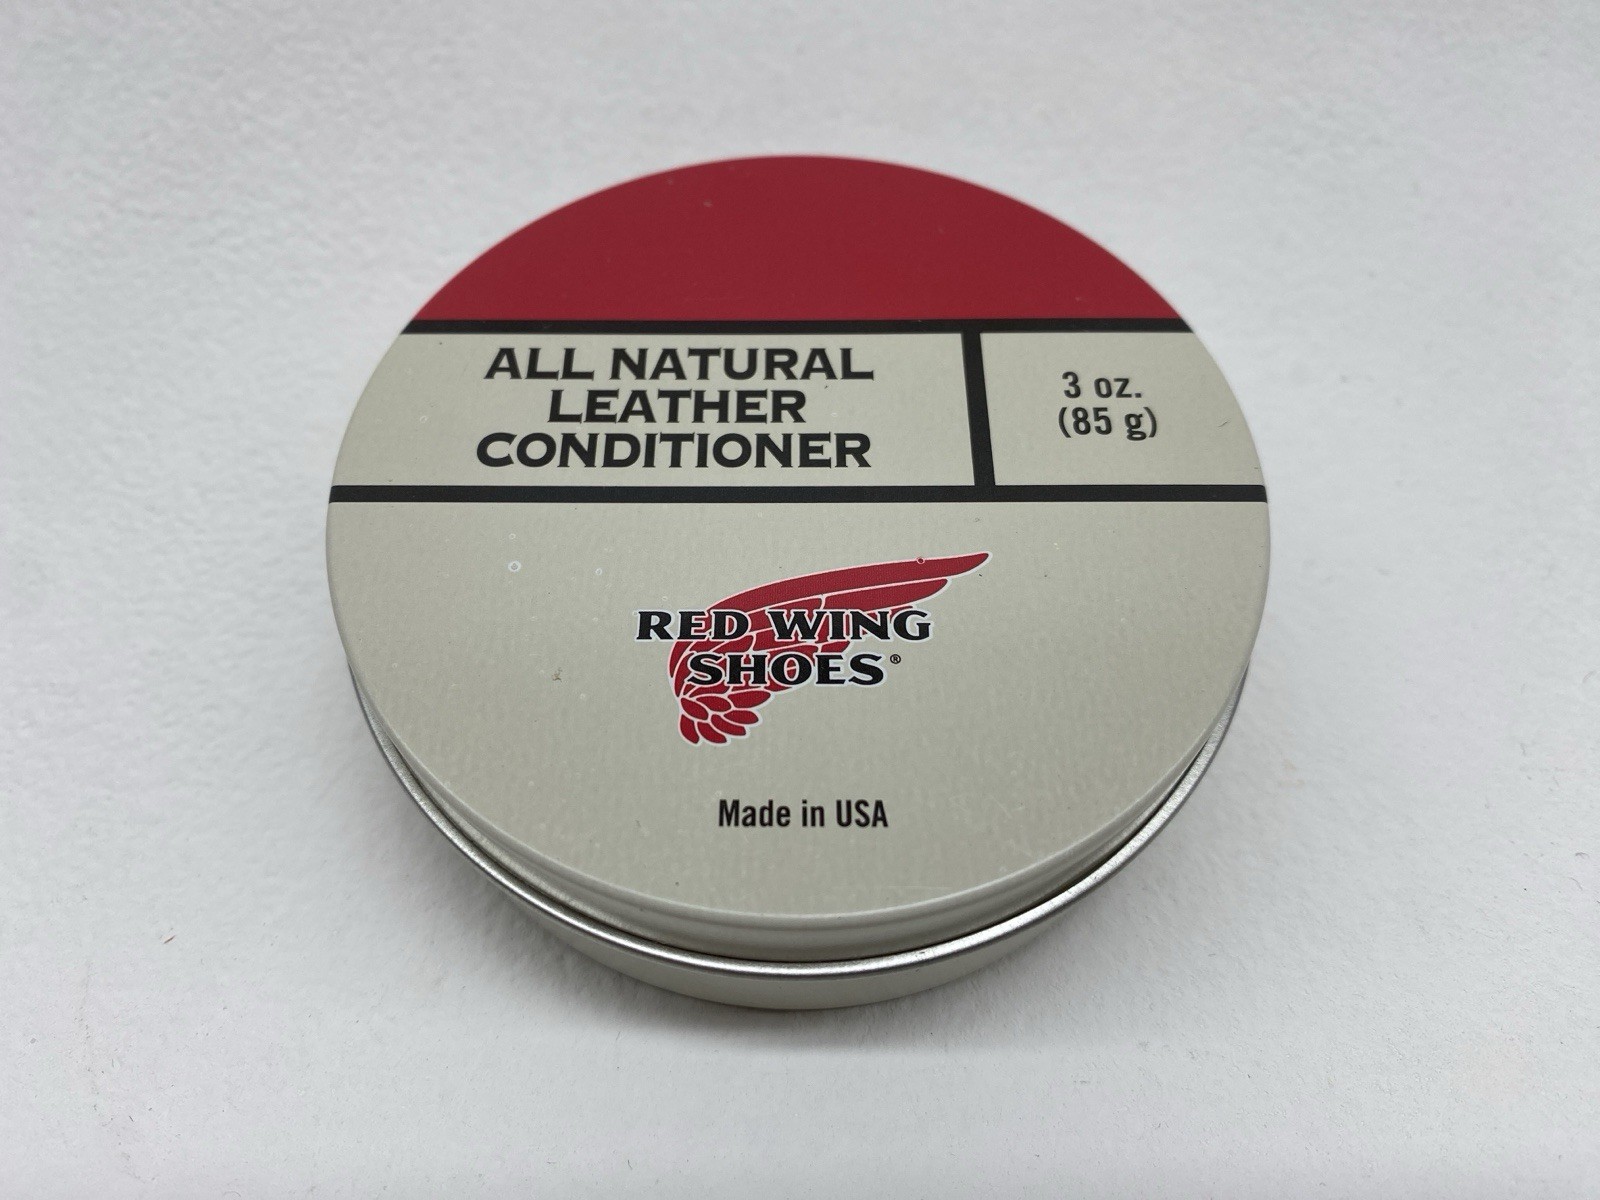 ALL NATURAL
LEATHER
CONDITIONER
3 oz.
(85 g)
RED WING
SHOES®
Made in USA